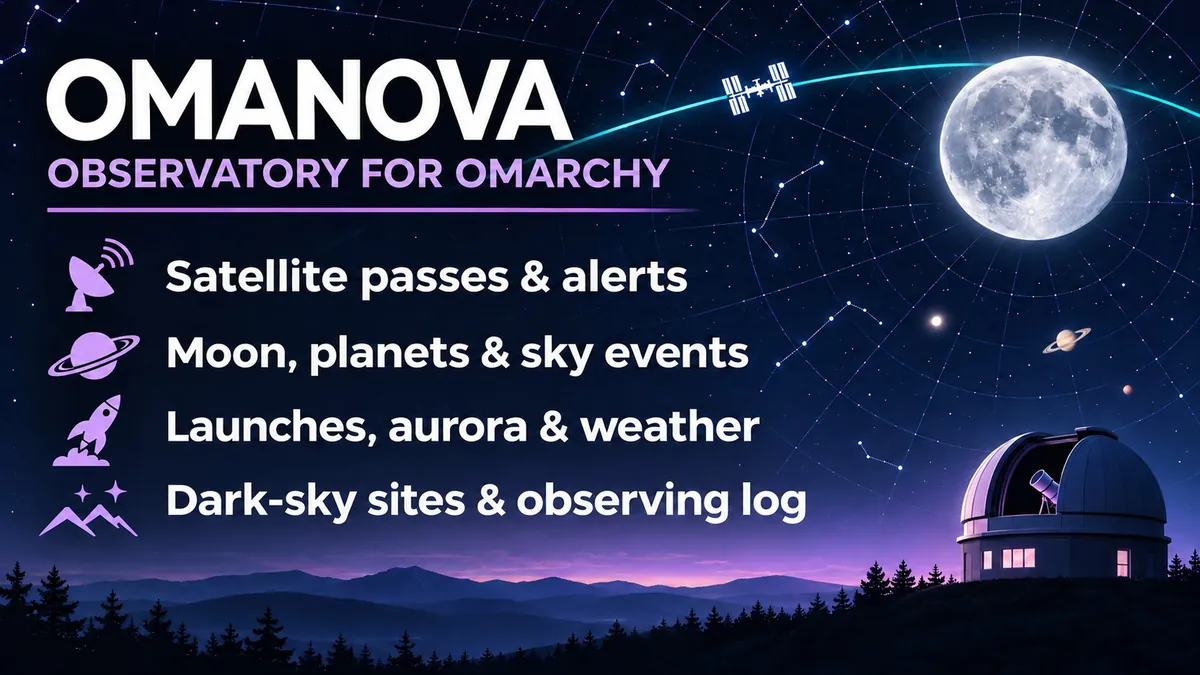 OMANOVA
OBSERVATORY FOR OMARCHY
Satellite passes & alerts
Moon, planets & sky events
Launches, aurora & weather
Dark-sky sites & observing log